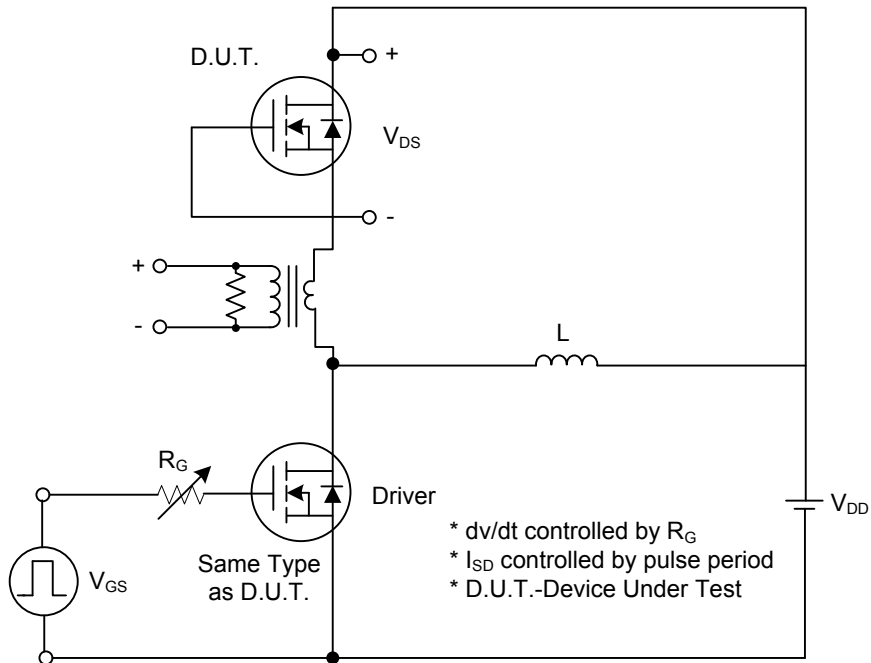 D.U.T.
+
V_DS
-
+
-
L
R_G
Driver
V_DD
* dv/dt controlled by R_G
* I_SD controlled by pulse period
* D.U.T.-Device Under Test
V_GS
Same Type
as D.U.T.